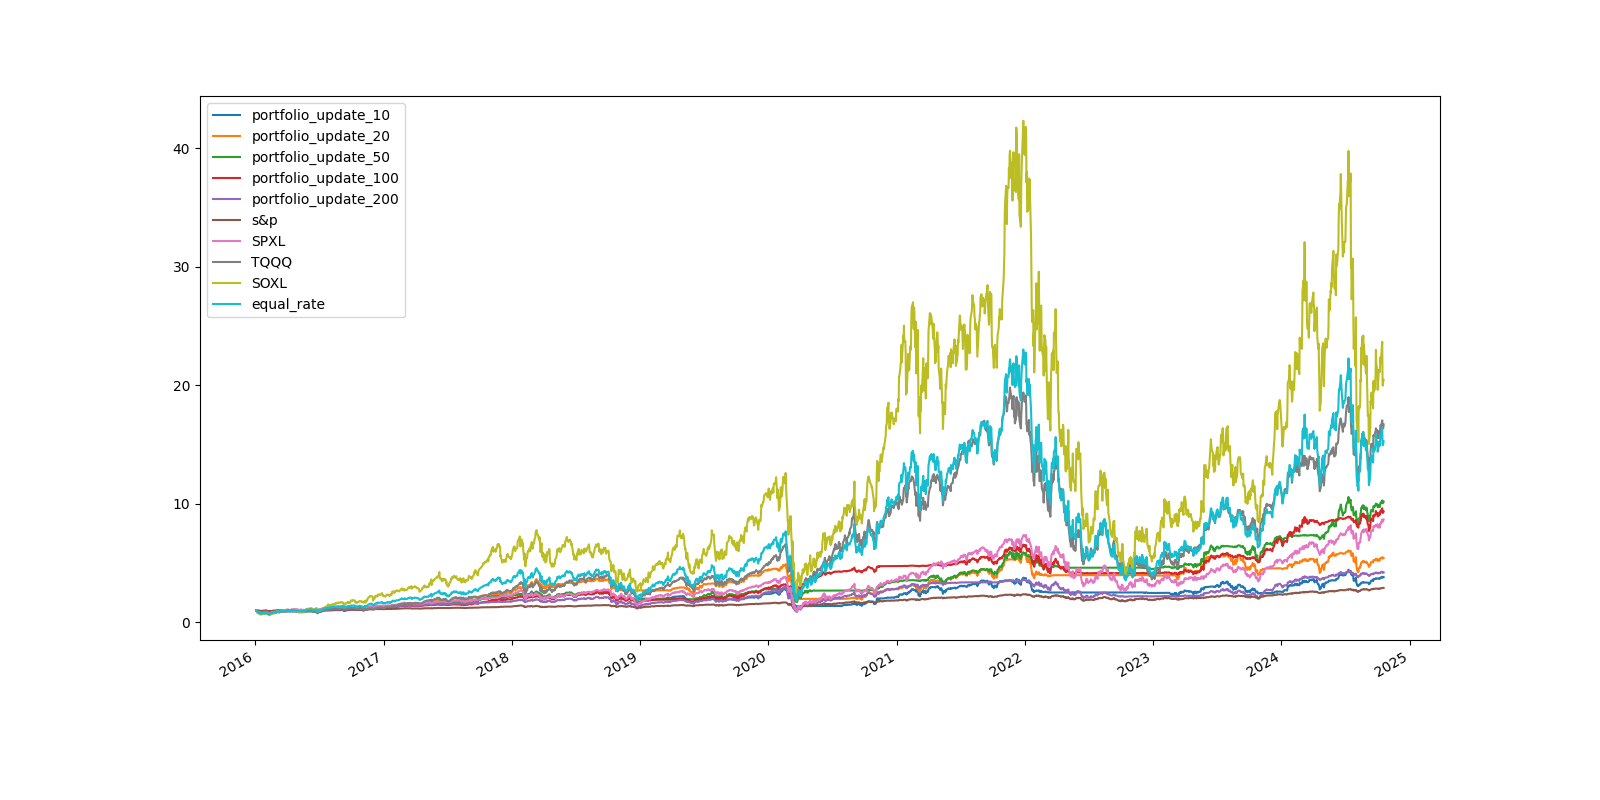 portfolio_update_10
portfolio_update_20
portfolio_update_50
portfolio_update_100
portfolio_update_200
s&p
SPXL
TQQQ
SOXL
equal_rate
40
30
20
10
0
2016 2017 2018 2019 2020 2021 2022 2023 2024 2025